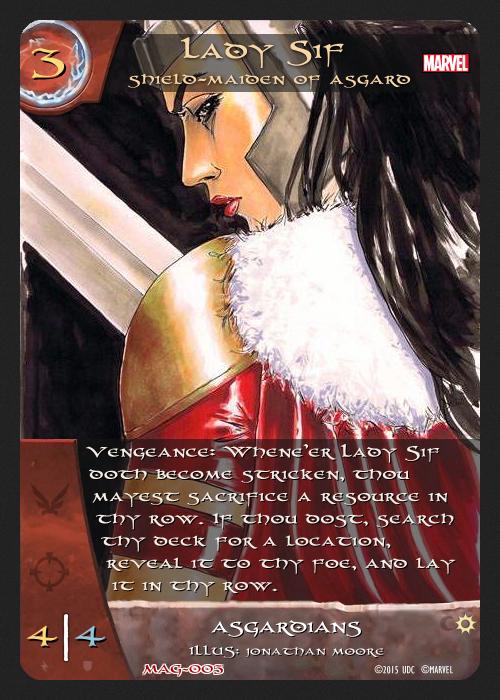 3
Lady Sif
Shield-Maiden of Asgard
MARVEL
Vengeance: Whene'er Lady Sif
doth become stricken, thou
mayest sacrifice a resource in
thy row. If thou dost, search
thy deck for a location,
reveal it to thy foe, and lay
it in thy row.
4|4
Asgardians
Illus: Jonathan Moore
MAG-003
©2015 UDC ©MARVEL